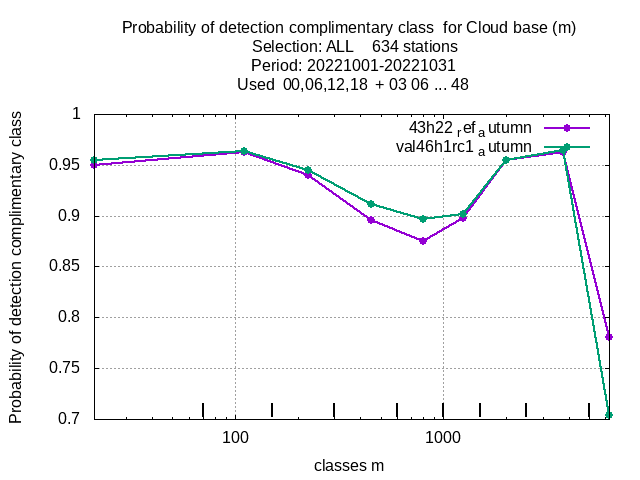 Probability of detection complimentary class  for Cloud base (m)
Selection: ALL    634 stations
Period: 20221001-20221031
Used  00,06,12,18  + 03 06 ... 48
43h22 ref autumn
val46h1rc1 autumn
1
0.95
0.9
0.85
0.8
0.75
0.7
Probability of detection complimentary class
100
1000
classes m